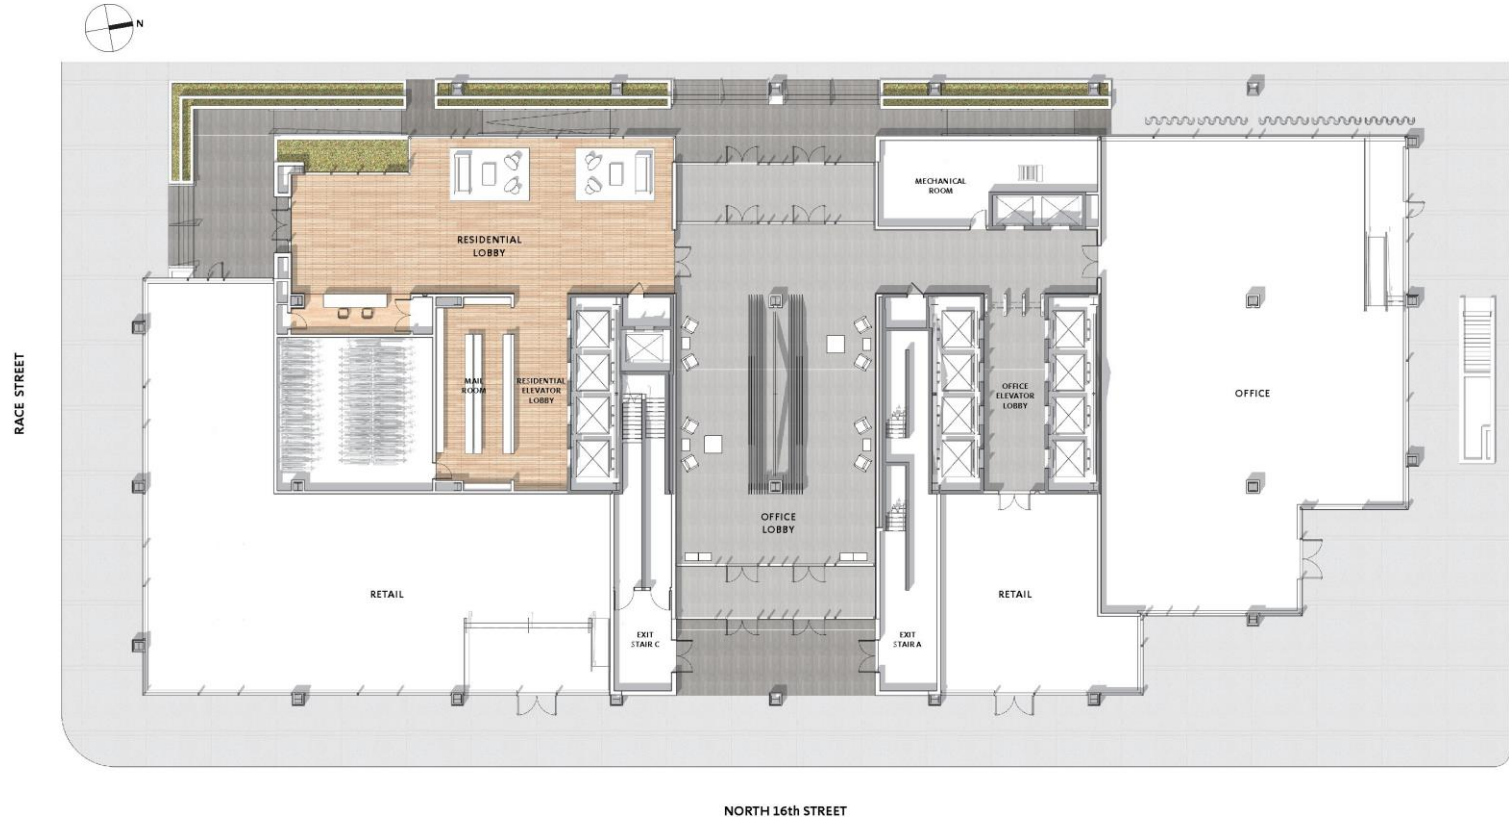 N
MECHANICAL
ROOM
RESIDENTIAL
LOBBY
RACE STREET
MAIL
ROOM
RESIDENTIAL
ELEVATOR
LOBBY
OFFICE
ELEVATOR
LOBBY
OFFICE
OFFICE
LOBBY
RETAIL
RETAIL
EXIT
STAIR C
EXIT
STAIR A
NORTH 16th STREET